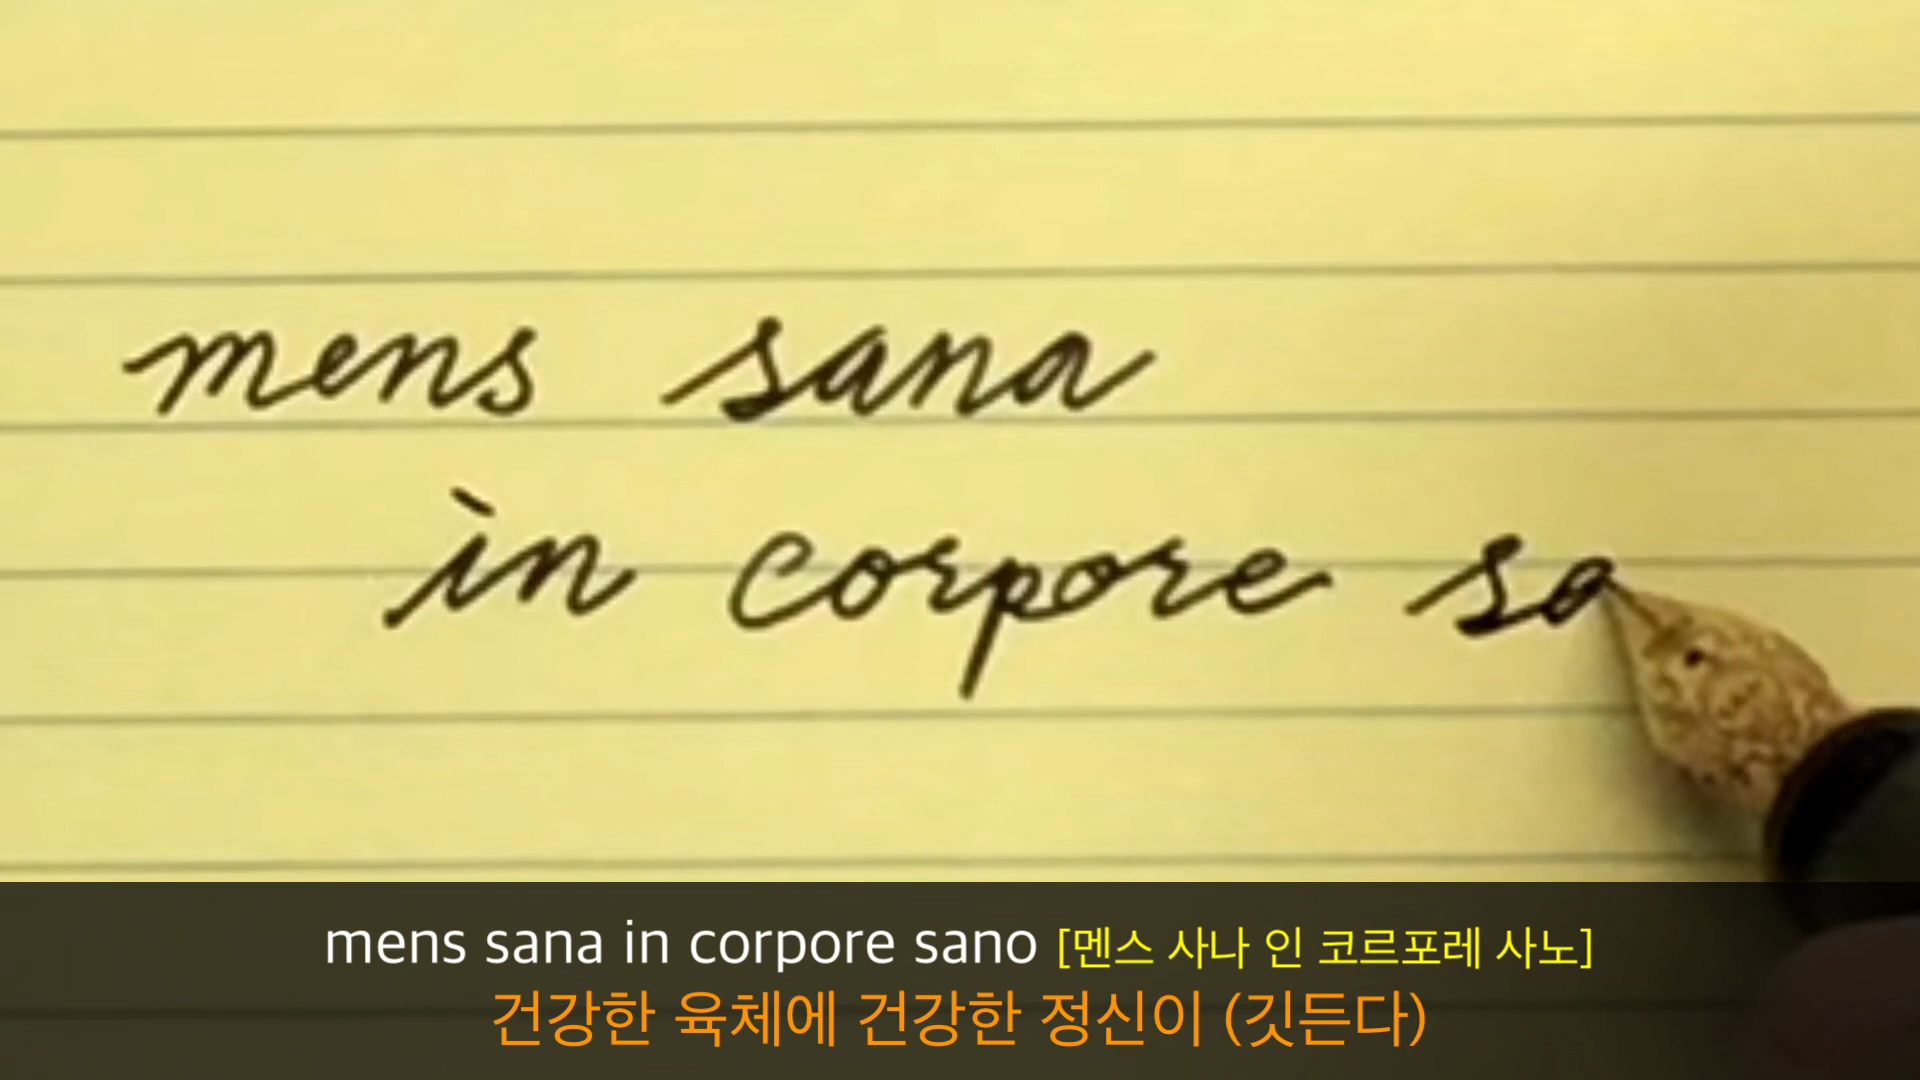 mens sana
in corpore sa
mens sana in corpore sano [멘스 사나 인 코르포레 사노]
건강한 육체에 건강한 정신이 (깃든다)